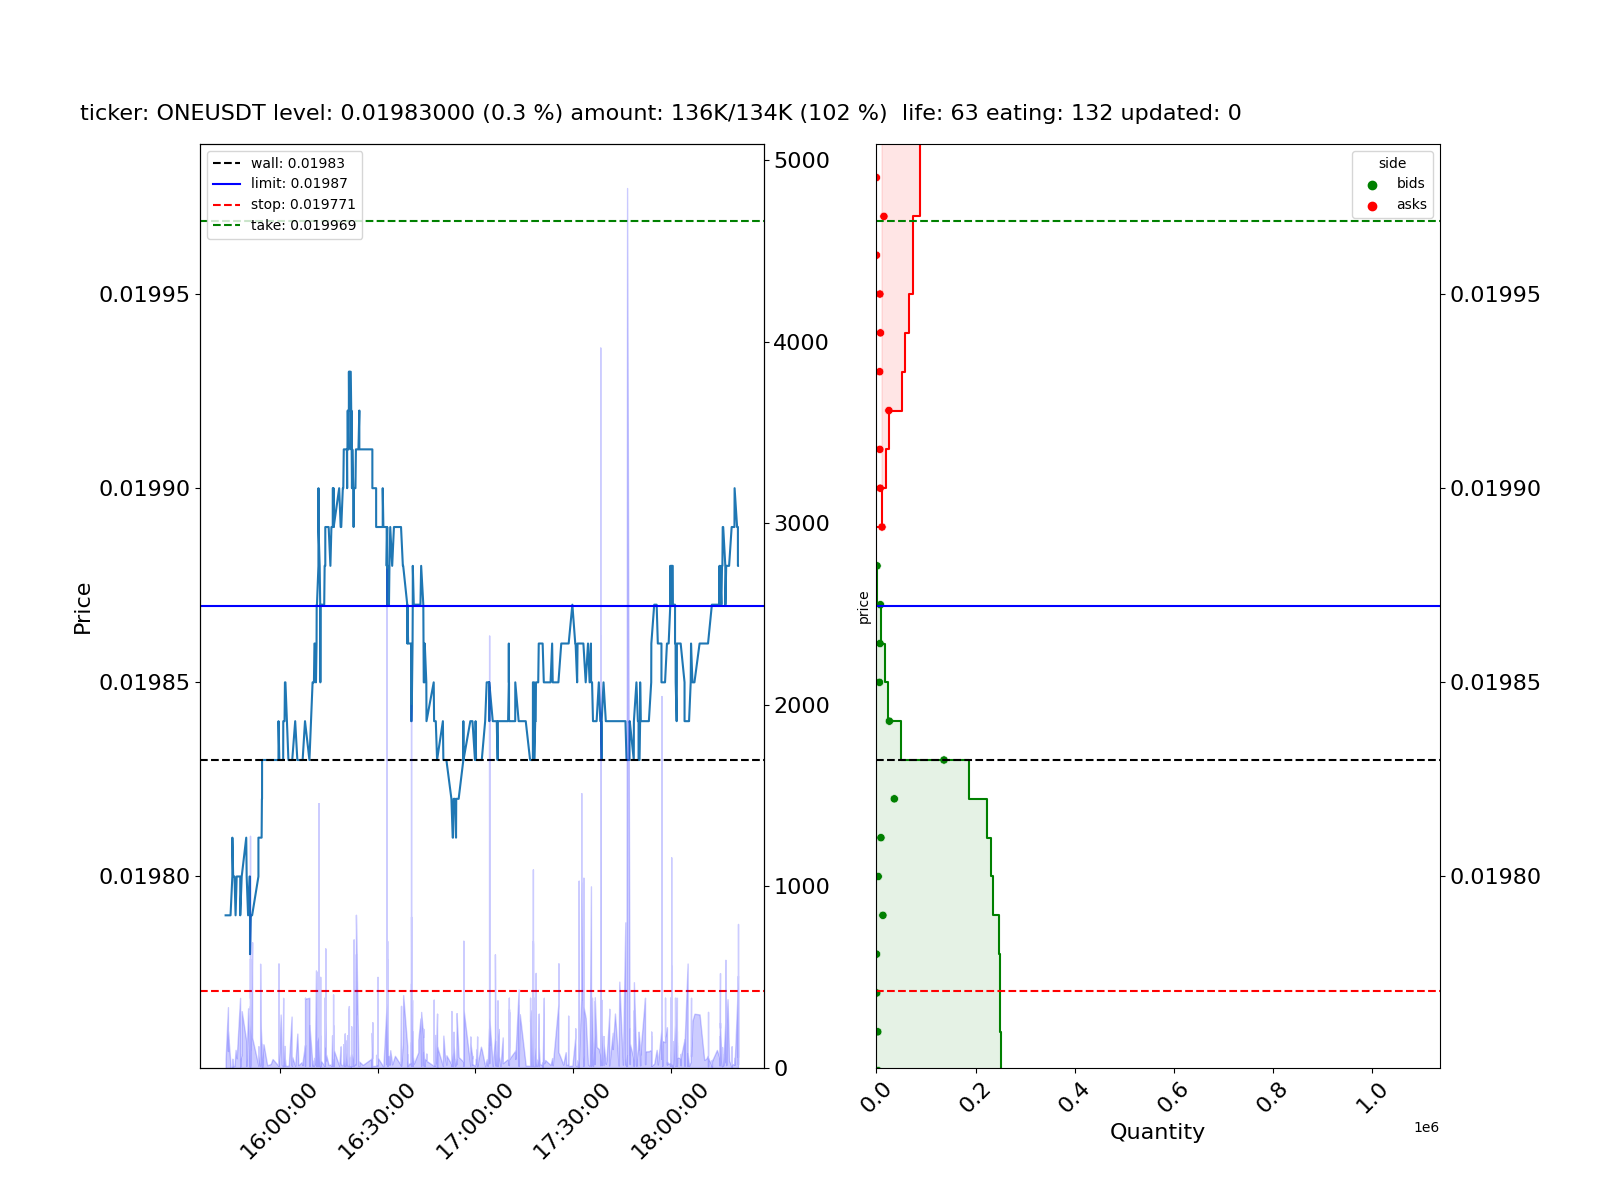 ticker: ONEUSDT level: 0.01983000 (0.3 %) amount: 136K/134K (102 %)  life: 63 eating: 132 updated: 0
wall: 0.01983
limit: 0.01987
stop: 0.019771
take: 0.019969
Price
0.01995
0.01990
0.01985
0.01980
5000
4000
3000
2000
1000
0
16:00:00
16:30:00
17:00:00
17:30:00
18:00:00
side
bids
asks
price
0.01995
0.01990
0.01985
0.01980
0.0
0.2
0.4
0.6
0.8
1.0
1e6
Quantity